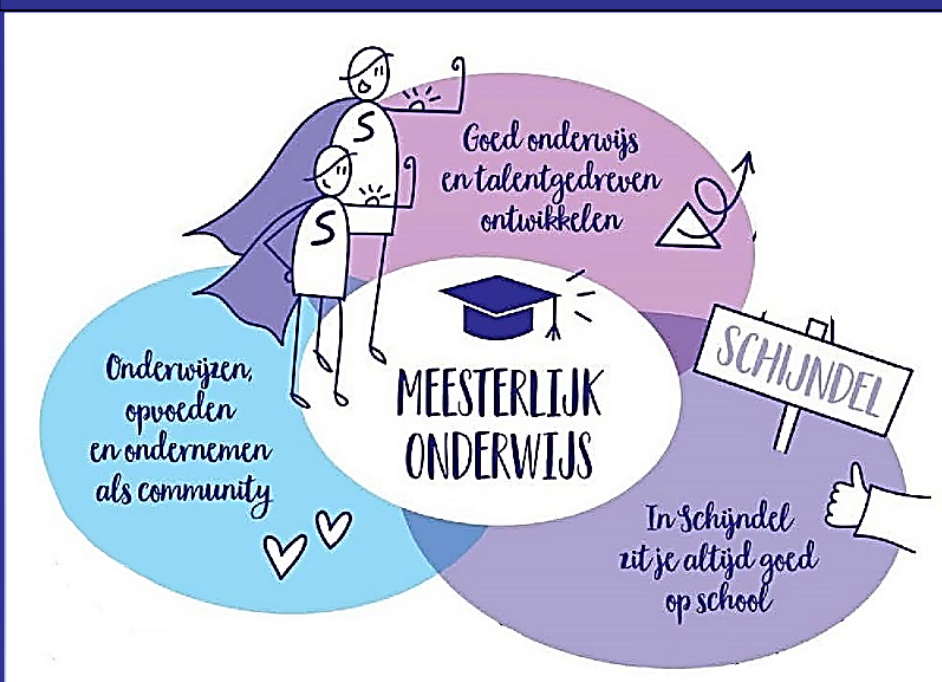 S
S
Goed onderwijs
en talentgedreven
ontwikkelen
SCHIJNDEL
MEESTERLIJK
ONDERWIJS
Onderwijzen,
opvoeden
en ondernemen
als community
In Schijndel
zit je altijd goed
op school